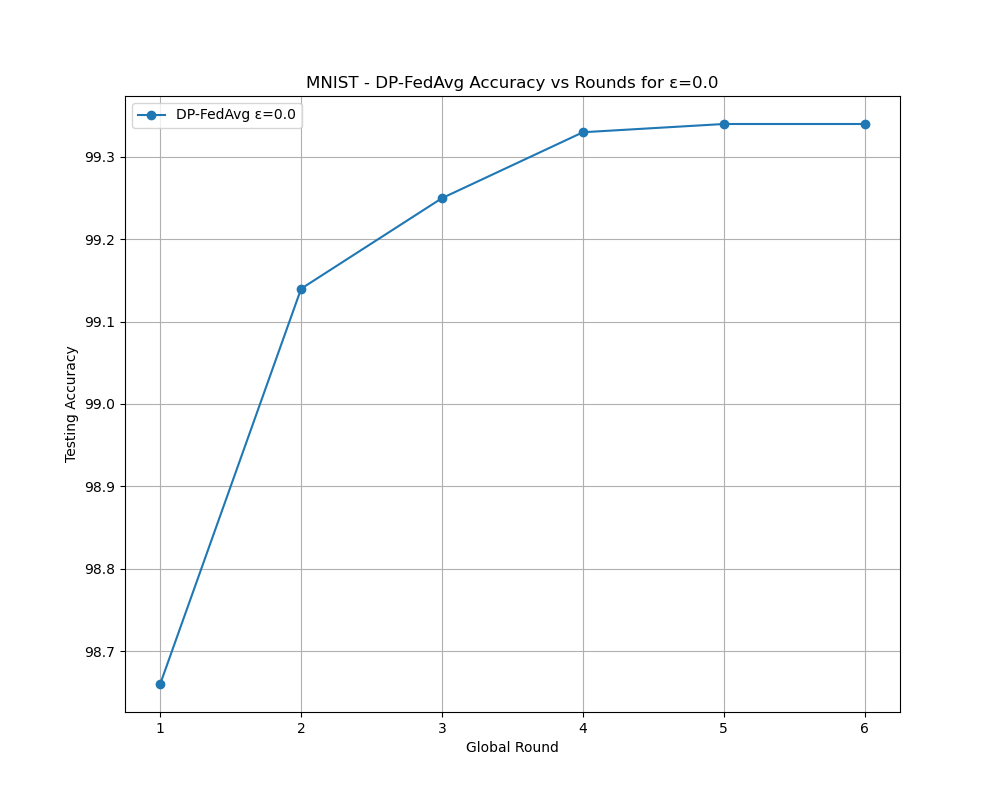 MNIST - DP-FedAvg Accuracy vs Rounds for ε=0.0
DP-FedAvg ε=0.0
99.3
99.2
99.1
99.0
98.9
98.8
98.7
Testing Accuracy
1 2 3 4 5 6
Global Round